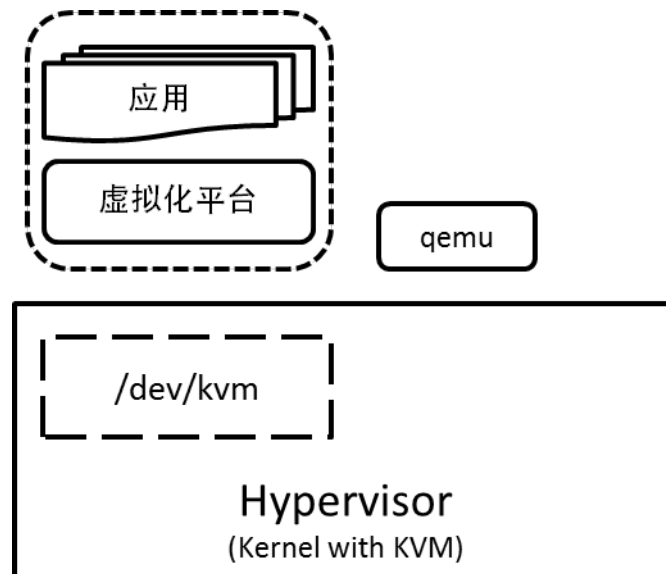 应用
虚拟化平台
qemu
/dev/kvm
Hypervisor
(Kernel with KVM)